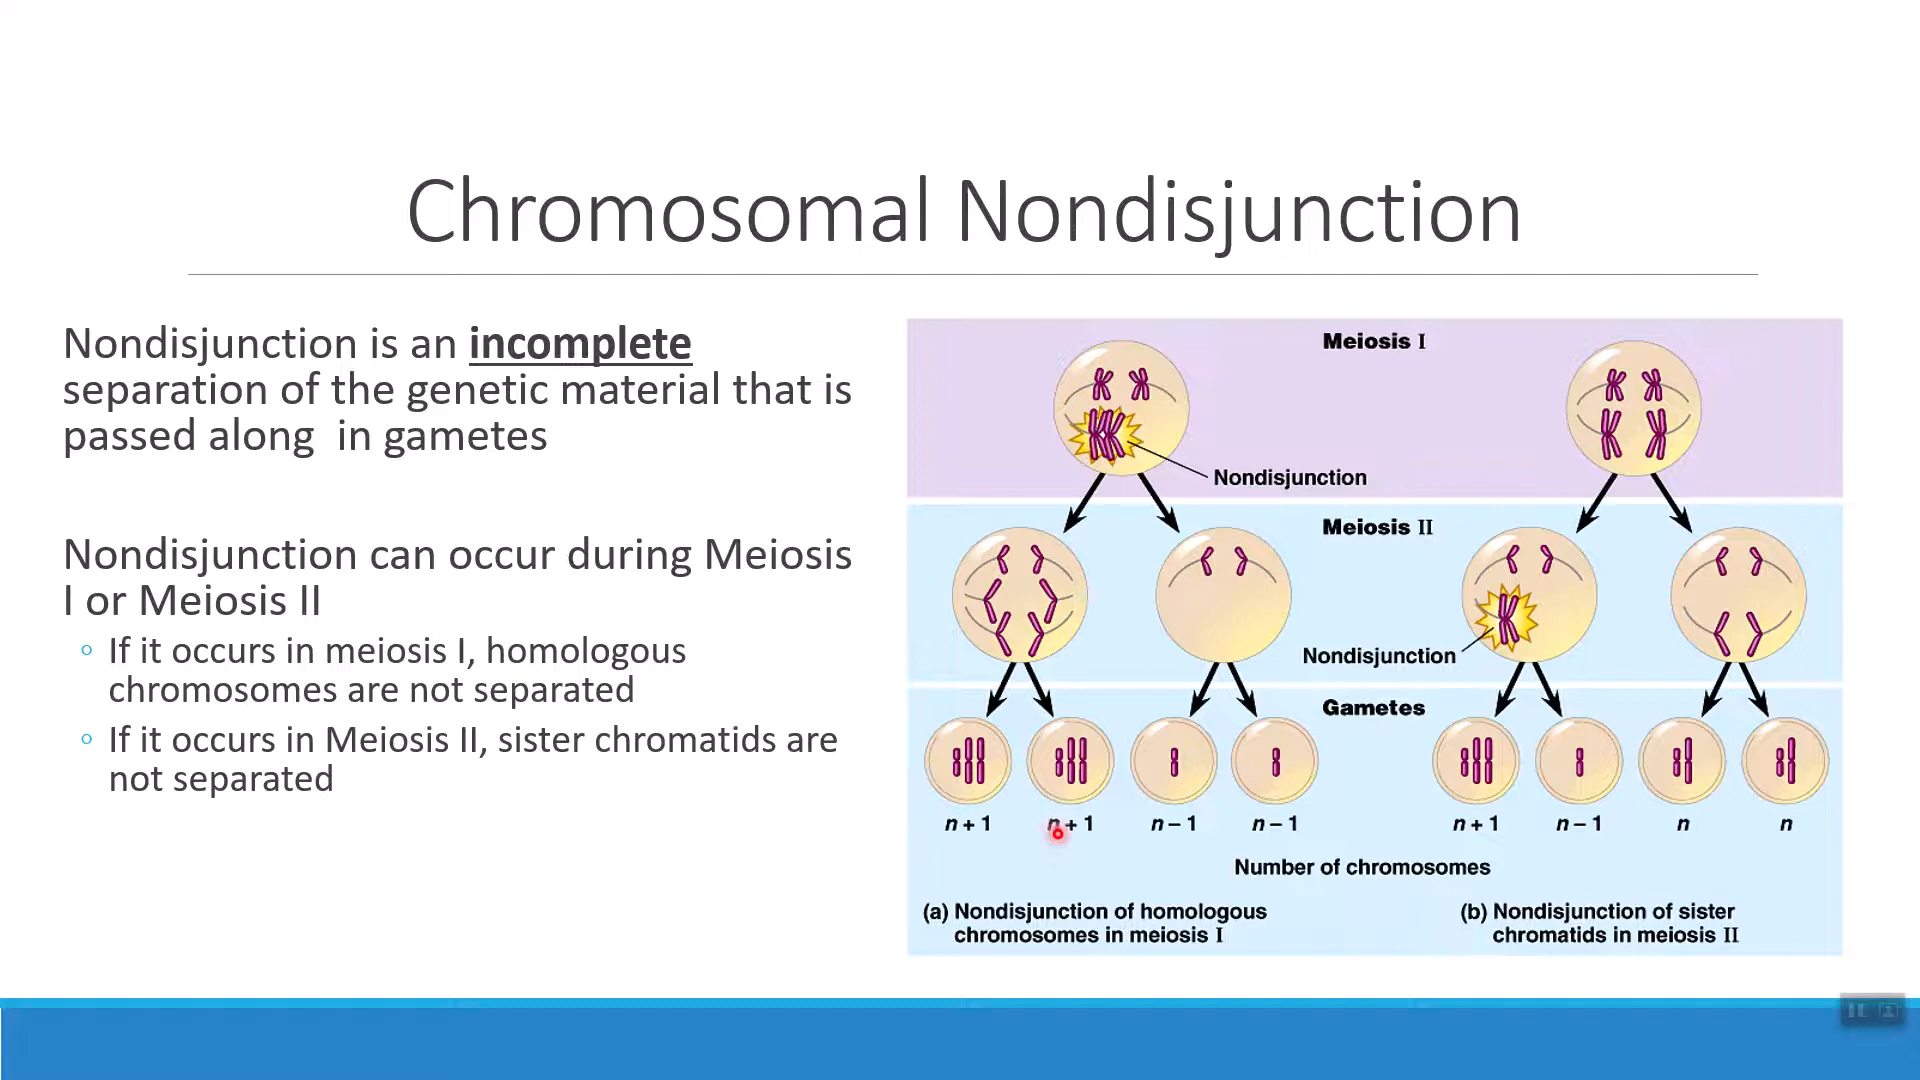 Chromosomal Nondisjunction
Nondisjunction is an incomplete
separation of the genetic material that is
passed along  in gametes
Nondisjunction can occur during Meiosis
I or Meiosis II
◦ If it occurs in meiosis I, homologous
chromosomes are not separated
◦ If it occurs in Meiosis II, sister chromatids are
not separated
Meiosis I
Nondisjunction
Meiosis II
Nondisjunction
Gametes
n + 1 n + 1 n – 1 n – 1 n + 1 n – 1 n n
Number of chromosomes
(a) Nondisjunction of homologous
chromosomes in meiosis I
(b) Nondisjunction of sister
chromatids in meiosis II